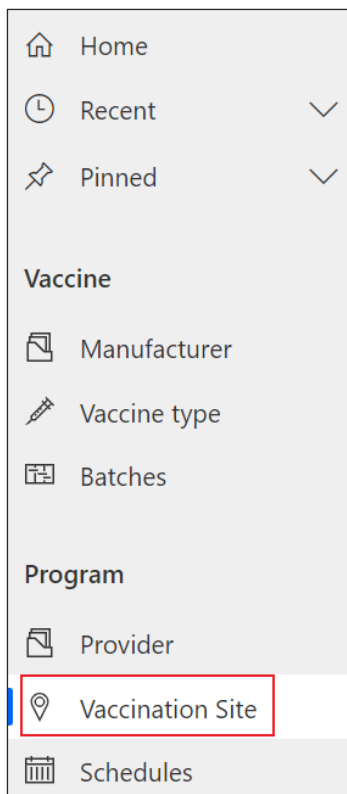 Home
Recent
Pinned
Vaccine
Manufacturer
Vaccine type
Batches
Program
Provider
Vaccination Site
Schedules